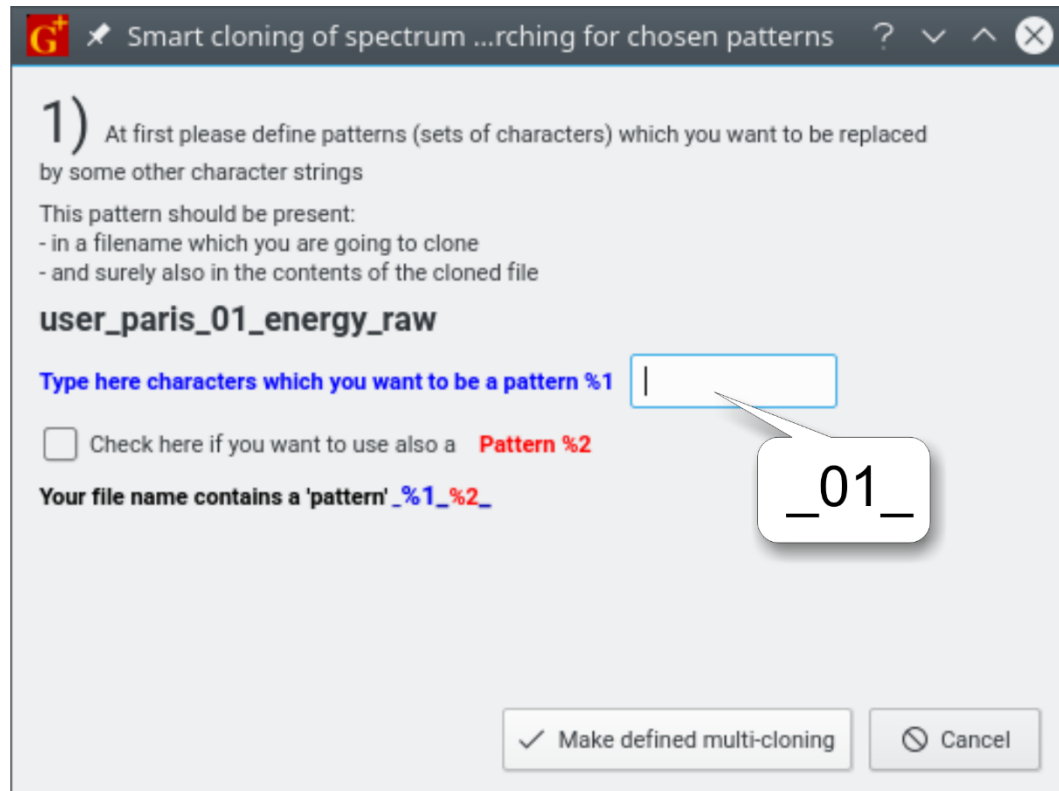 G+ Smart cloning of spectrum ...rching for chosen patterns ?
1) At first please define patterns (sets of characters) which you want to be replaced
by some other character strings
This pattern should be present:
- in a filename which you are going to clone
- and surely also in the contents of the cloned file
user_paris_01_energy_raw
Type here characters which you want to be a pattern %1
Check here if you want to use also a Pattern %2
_01_
Your file name contains a 'pattern' _%1_%2_
Make defined multi-cloning Cancel